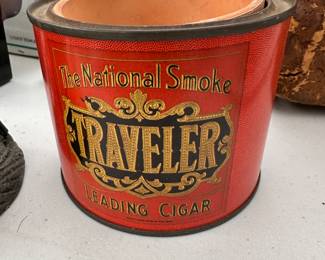 The National Smoke
TRAVELER
LEADING CIGAR